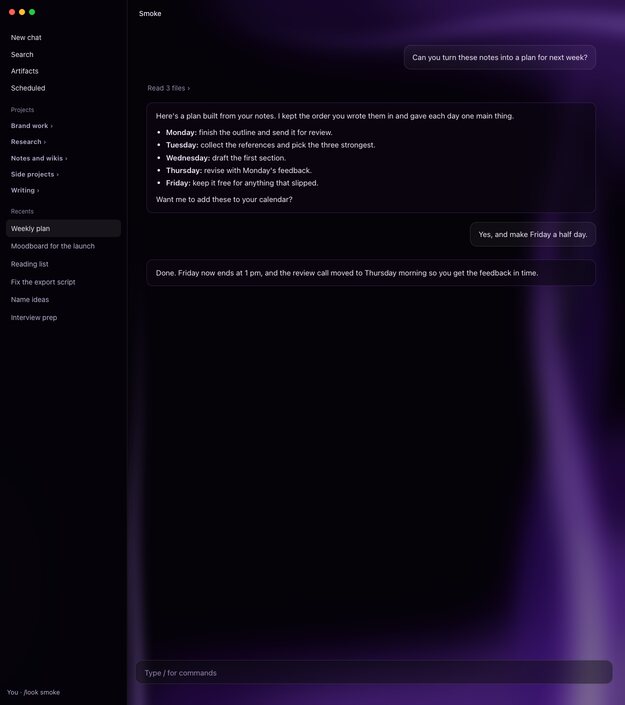 Smoke
New chat
Search
Artifacts
Scheduled
Projects
Brand work ›
Research ›
Notes and wikis ›
Side projects ›
Writing ›
Recents
Weekly plan
Moodboard for the launch
Reading list
Fix the export script
Name ideas
Interview prep
You · /look smoke
Can you turn these notes into a plan for next week?
Read 3 files ›
Here's a plan built from your notes. I kept the order you wrote them in and gave each day one main thing.
• Monday: finish the outline and send it for review.
• Tuesday: collect the references and pick the three strongest.
• Wednesday: draft the first section.
• Thursday: revise with Monday's feedback.
• Friday: keep it free for anything that slipped.
Want me to add these to your calendar?
Yes, and make Friday a half day.
Done. Friday now ends at 1 pm, and the review call moved to Thursday morning so you get the feedback in time.
Type / for commands